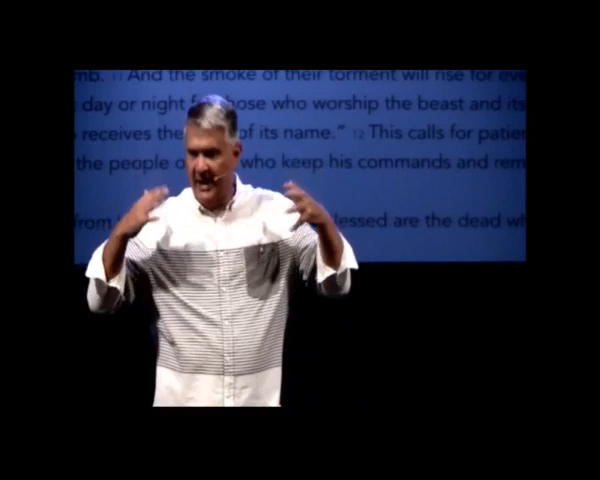 mb. 11 And the smoke of their torment will rise for eve
day or night f hose who worship the beast and its
receives the of its name.” 12 This calls for patien
the people o who keep his commands and rem
from lessed are the dead wh